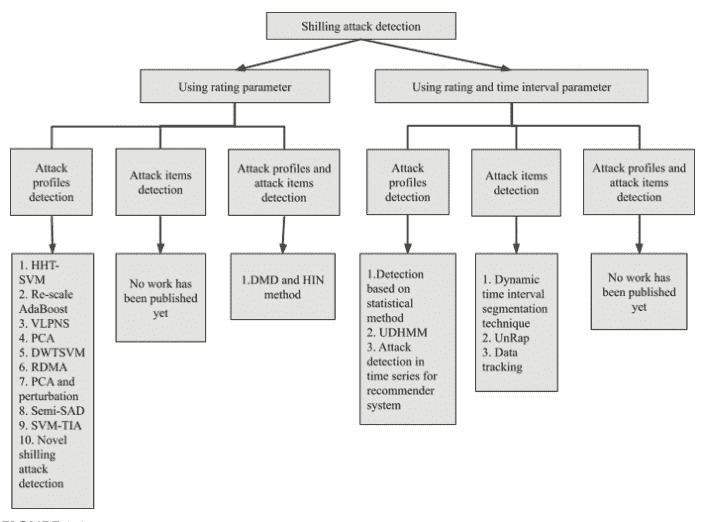 Shilling attack detection
Using rating parameter
Using rating and time interval parameter
Attack
profiles
detection
Attack items
detection
Attack profiles and
attack items
detection
Attack
profiles
detection
Attack items
detection
Attack profiles and
attack items
detection
1. HHT-
SVM
2. Re-scale
AdaBoost
3. VLPNS
4. PCA
5. DWTSVM
6. RDMA
7. PCA and
perturbation
8. Semi-SAD
9. SVM-TIA
10. Novel
shilling
attack
detection
No work has
been published
yet
1.DMD and HIN
method
1.Detection
based on
statistical
method
2. UDHMM
3. Attack
detection in
time series for
recommender
system
1. Dynamic
time interval
segmentation
technique
2. UnRap
3. Data
tracking
No work has
been published
yet